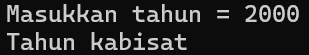 Masukkan tahun = 2000
Tahun kabisat